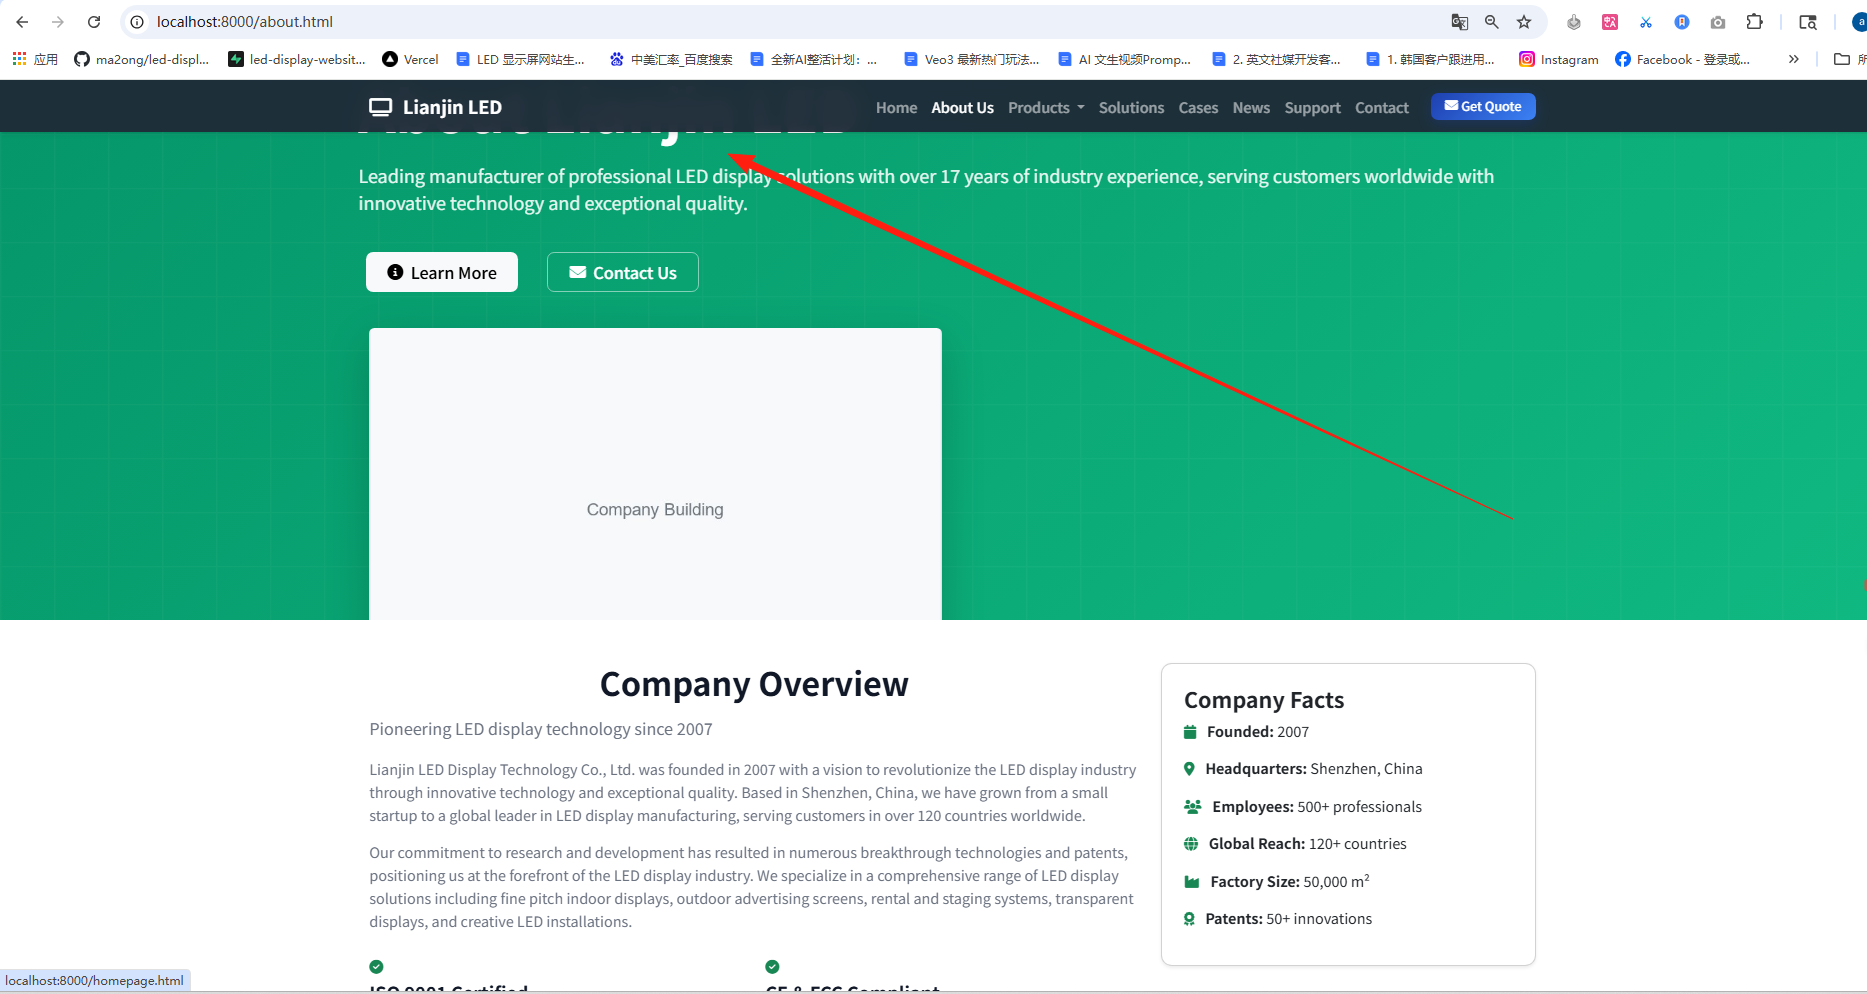 localhost:8000/about.html
应用 ma2ong/led-displ... led-display-websit... Vercel LED 显示屏网站生... 中美汇率_百度搜索 全新AI整活计划：... Veo3 最新热门玩法... AI 文生视频Promp... 2. 英文社媒开发客... 1. 韩国客户跟进用... Instagram Facebook - 登录或... »
Lianjin LED Home About Us Products Solutions Cases News Support Contact Get Quote
About Lianjin LED
Leading manufacturer of professional LED display solutions with over 17 years of industry experience, serving customers worldwide with
innovative technology and exceptional quality.
Learn More Contact Us
Company Building
Company Overview
Pioneering LED display technology since 2007
Lianjin LED Display Technology Co., Ltd. was founded in 2007 with a vision to revolutionize the LED display industry
through innovative technology and exceptional quality. Based in Shenzhen, China, we have grown from a small
startup to a global leader in LED display manufacturing, serving customers in over 120 countries worldwide.
Our commitment to research and development has resulted in numerous breakthrough technologies and patents,
positioning us at the forefront of the LED display industry. We specialize in a comprehensive range of LED display
solutions including fine pitch indoor displays, outdoor advertising screens, rental and staging systems, transparent
displays, and creative LED installations.
ISO 9001 Certified CE & FCC Compliant
Company Facts
Founded: 2007
Headquarters: Shenzhen, China
Employees: 500+ professionals
Global Reach: 120+ countries
Factory Size: 50,000 m²
Patents: 50+ innovations
localhost:8000/homepage.html